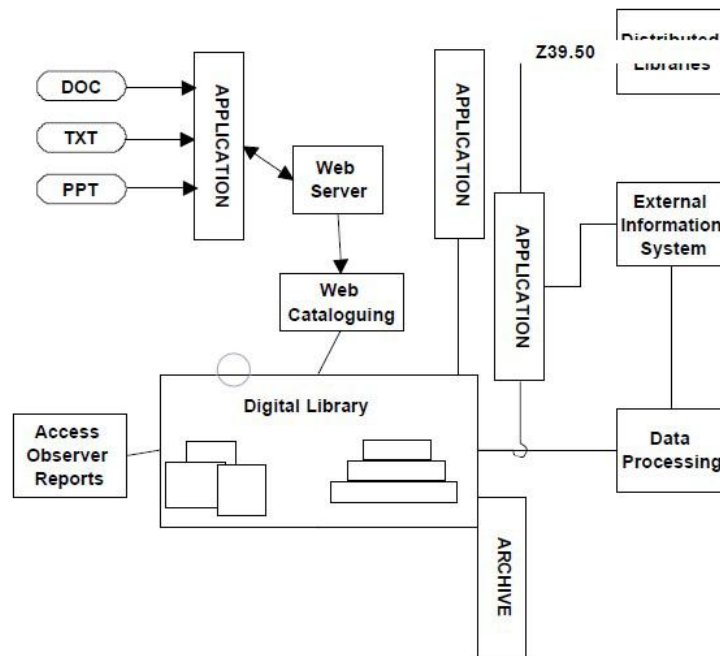 Z39.50
Libraries
DOC
TXT
PPT
APPLICATION
Web
Server
APPLICATION
APPLICATION
External
Information
System
Web
Cataloguing
Digital Library
Access
Observer
Reports
Data
Processing
ARCHIVE